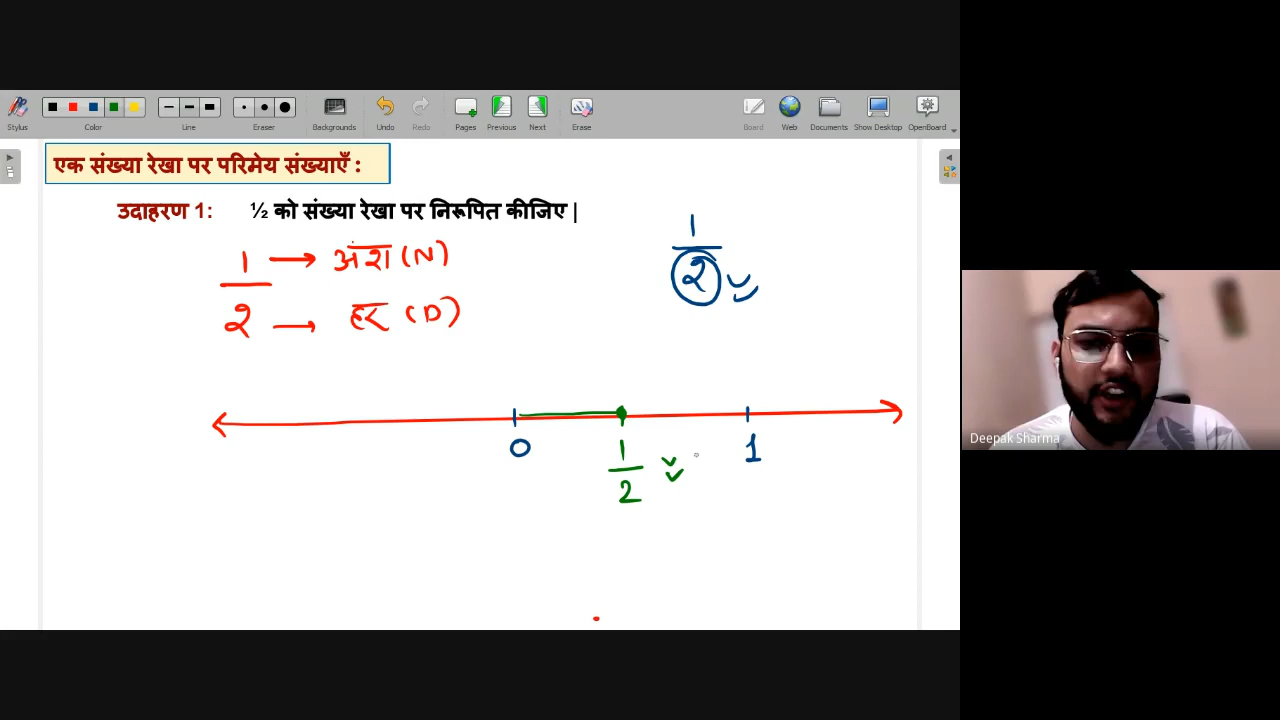 Stylus Color Line Eraser Backgrounds Undo Redo Pages Previous Next Erase Board Web Documents Show Desktop OpenBoard
एक संख्या रेखा पर परिमेय संख्याएँ :
उदाहरण 1: ½ को संख्या रेखा पर निरूपित कीजिए |
1 → अंश (N)
2 → हर (D)
1
2
0 1
1
2
Deepak Sharma